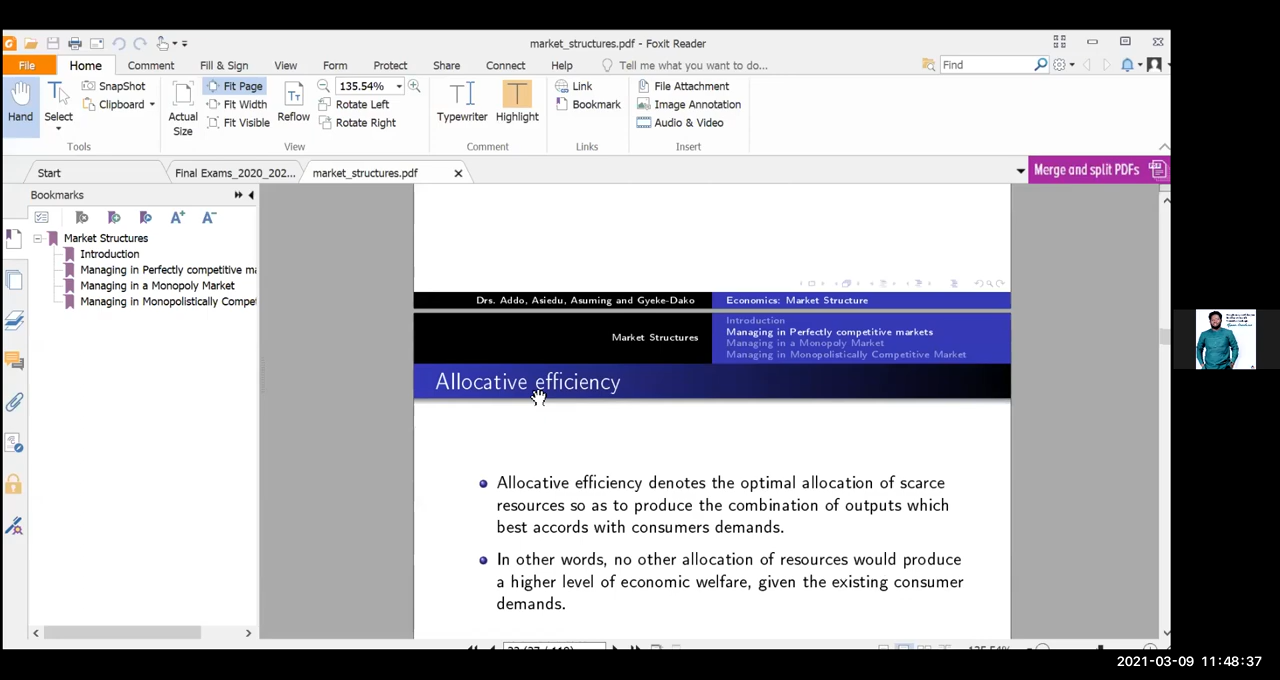 market_structures.pdf - Foxit Reader
File Home Comment Fill & Sign View Form Protect Share Connect Help Tell me what you want to do... Find
Hand
Select
SnapShot
Clipboard
Tools
Actual
Size
Fit Page
Fit Width
Fit Visible
Reflow
135.54%
Rotate Left
Rotate Right
View
Typewriter
Highlight
Comment
Link
Bookmark
Links
File Attachment
Image Annotation
Audio & Video
Insert
Start Final Exams_2020_202... market_structures.pdf
Merge and split PDFs
Bookmarks
Market Structures
Introduction
Managing in Perfectly competitive m
Managing in a Monopoly Market
Managing in Monopolistically Compe
Drs. Addo, Asiedu, Asuming and Gyeke-Dako Economics: Market Structure
Market Structures
Introduction
Managing in Perfectly competitive markets
Managing in a Monopoly Market
Managing in Monopolistically Competitive Market
Allocative efficiency
Allocative efficiency denotes the optimal allocation of scarce
resources so as to produce the combination of outputs which
best accords with consumers demands.
In other words, no other allocation of resources would produce
a higher level of economic welfare, given the existing consumer
demands.
135.54%
2021-03-09 11:48:37